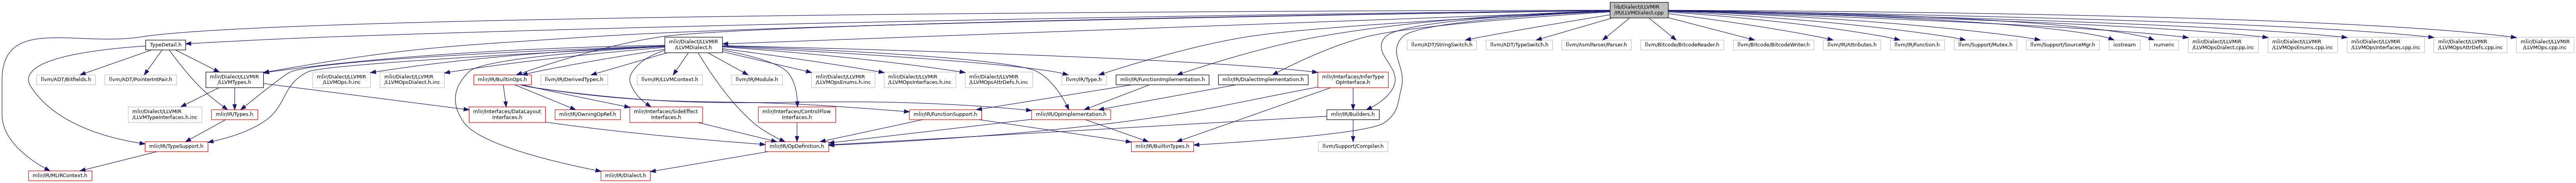 lib/Dialect/LLVMIR
/IR/LLVMDialect.cpp
TypeDetail.h
mlir/Dialect/LLVMIR
/LLVMDialect.h
llvm/ADT/StringSwitch.h
llvm/ADT/TypeSwitch.h
llvm/AsmParser/Parser.h
llvm/Bitcode/BitcodeReader.h
llvm/Bitcode/BitcodeWriter.h
llvm/IR/Attributes.h
llvm/IR/Function.h
llvm/Support/Mutex.h
llvm/Support/SourceMgr.h
iostream
numeric
mlir/Dialect/LLVMIR
/LLVMOpsDialect.cpp.inc
mlir/Dialect/LLVMIR
/LLVMOpsEnums.cpp.inc
mlir/Dialect/LLVMIR
/LLVMOpsInterfaces.cpp.inc
mlir/Dialect/LLVMIR
/LLVMOpsAttrDefs.cpp.inc
mlir/Dialect/LLVMIR
/LLVMOps.cpp.inc
llvm/ADT/Bitfields.h
llvm/ADT/PointerIntPair.h
mlir/Dialect/LLVMIR
/LLVMTypes.h
mlir/Dialect/LLVMIR
/LLVMOps.h.inc
mlir/Dialect/LLVMIR
/LLVMOpsDialect.h.inc
mlir/IR/BuiltinOps.h
llvm/IR/DerivedTypes.h
llvm/IR/LLVMContext.h
llvm/IR/Module.h
mlir/Dialect/LLVMIR
/LLVMOpsEnums.h.inc
mlir/Dialect/LLVMIR
/LLVMOpsInterfaces.h.inc
mlir/Dialect/LLVMIR
/LLVMOpsAttrDefs.h.inc
llvm/IR/Type.h
mlir/IR/FunctionImplementation.h
mlir/IR/DialectImplementation.h
mlir/Interfaces/InferType
OpInterface.h
mlir/Dialect/LLVMIR
/LLVMTypeInterfaces.h.inc
mlir/IR/Types.h
mlir/Interfaces/DataLayout
Interfaces.h
mlir/IR/OwningOpRef.h
mlir/Interfaces/SideEffect
Interfaces.h
mlir/Interfaces/ControlFlow
Interfaces.h
mlir/IR/FunctionSupport.h
mlir/IR/OpImplementation.h
mlir/IR/Builders.h
mlir/IR/TypeSupport.h
mlir/IR/OpDefinition.h
mlir/IR/BuiltinTypes.h
llvm/Support/Compiler.h
mlir/IR/MLIRContext.h
mlir/IR/Dialect.h